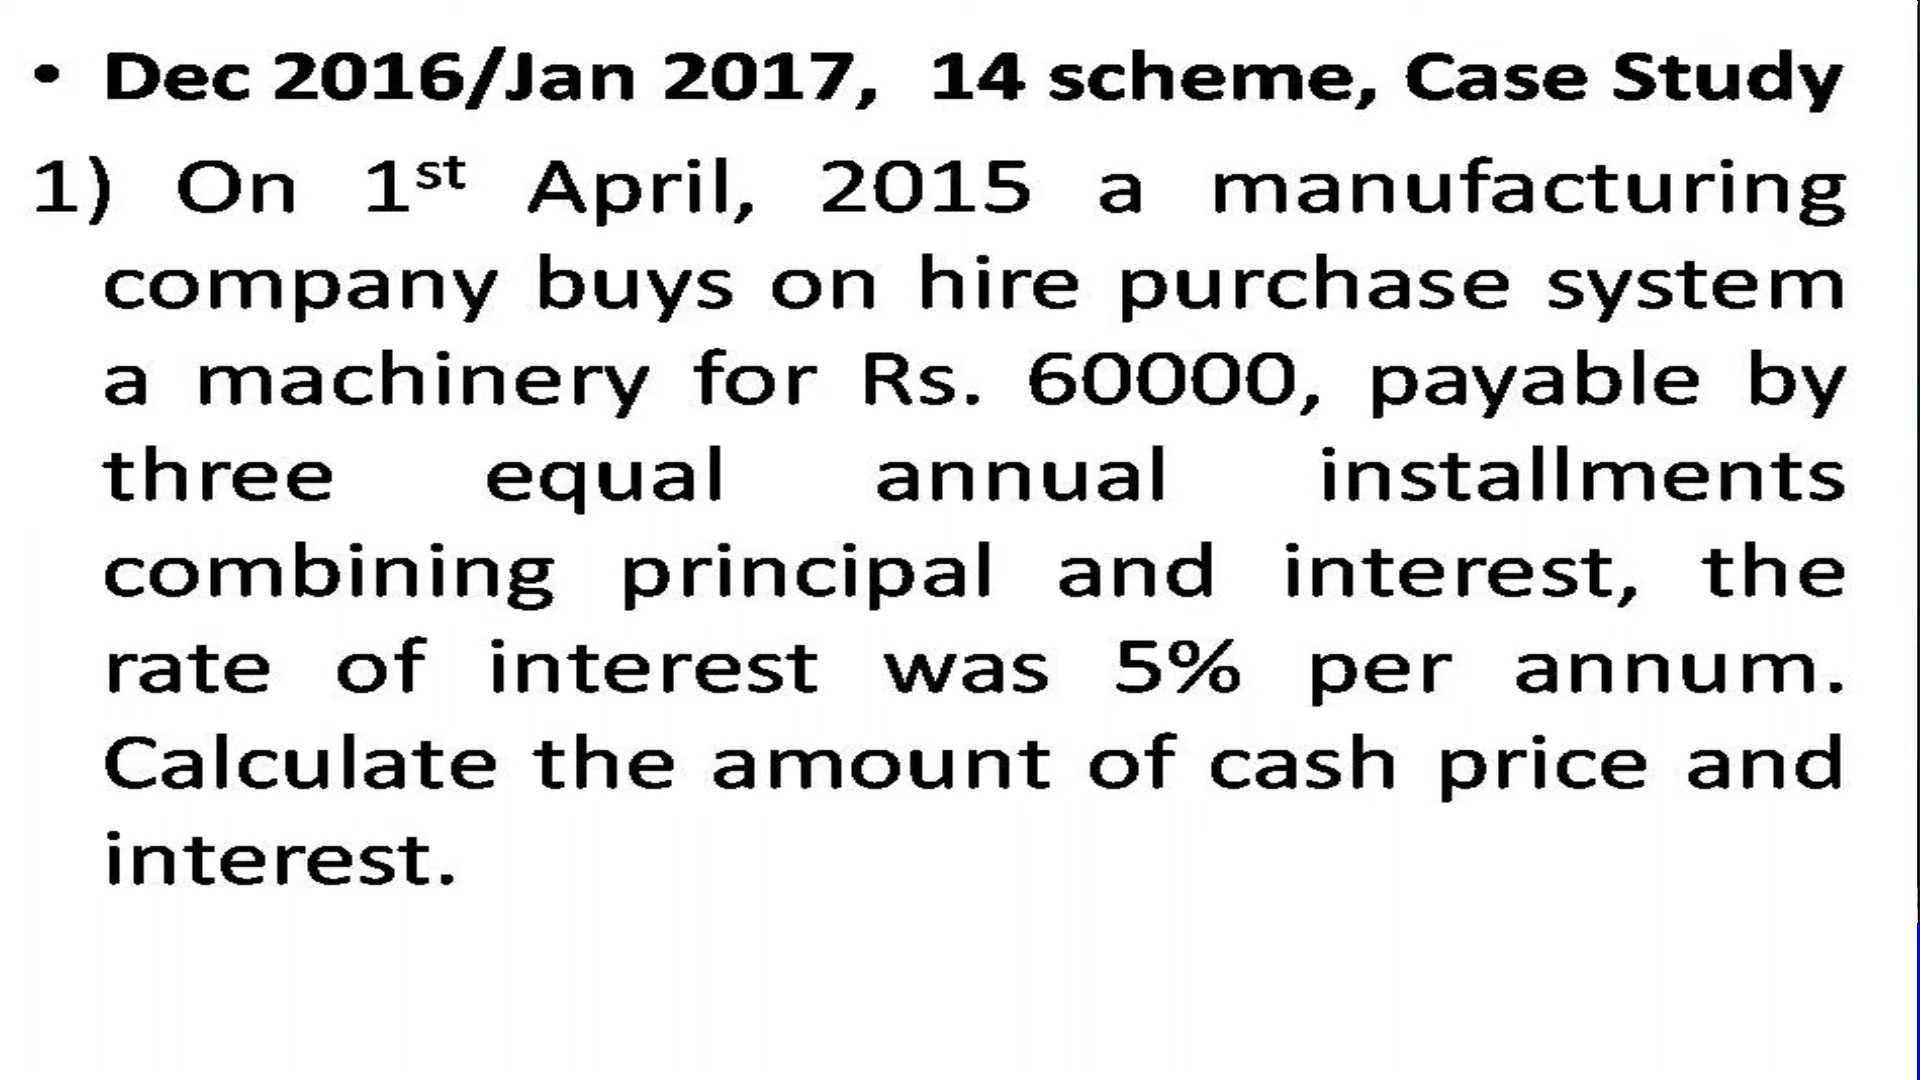 • Dec 2016/Jan 2017, 14 scheme, Case Study
1) On 1st April, 2015 a manufacturing
company buys on hire purchase system
a machinery for Rs. 60000, payable by
three equal annual installments
combining principal and interest, the
rate of interest was 5% per annum.
Calculate the amount of cash price and
interest.